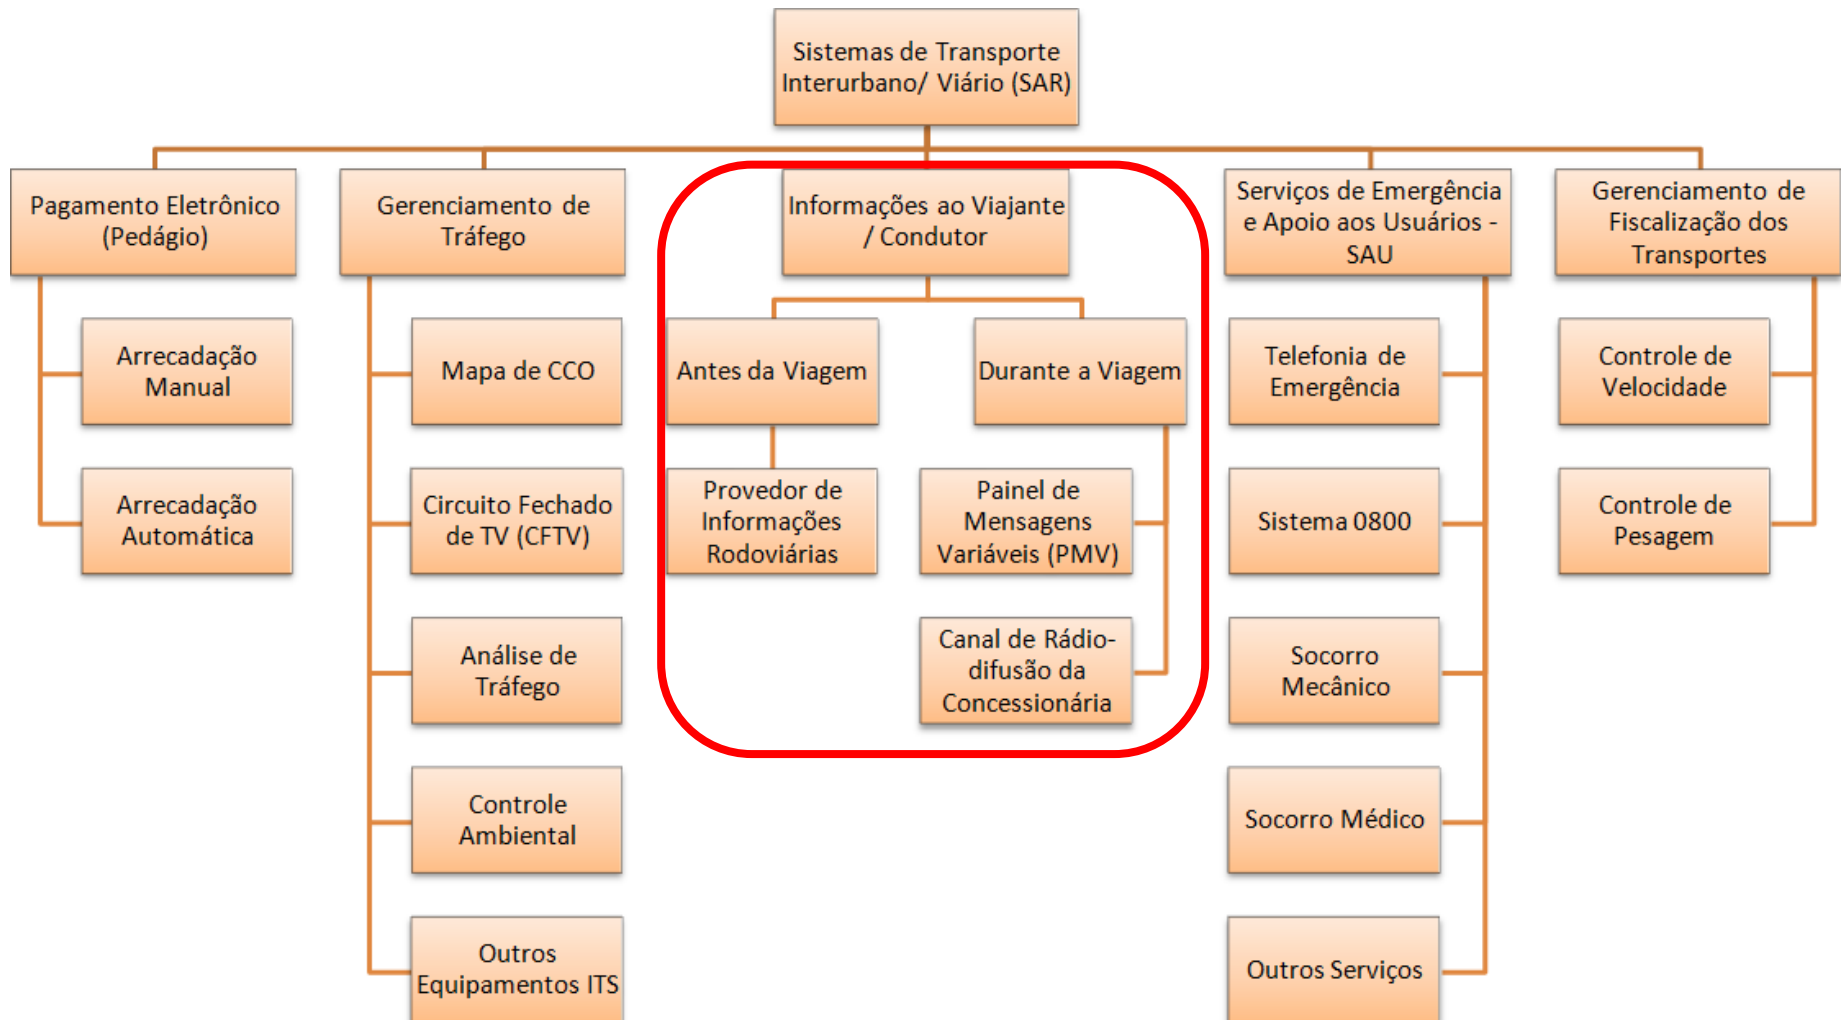 Sistemas de Transporte
Interurbano/ Viário (SAR)
Pagamento Eletrônico
(Pedágio)
Arrecadação
Manual
Arrecadação
Automática
Gerenciamento de
Tráfego
Mapa de CCO
Circuito Fechado
de TV (CFTV)
Análise de
Tráfego
Controle
Ambiental
Outros
Equipamentos ITS
Informações ao Viajante
/ Condutor
Antes da Viagem
Provedor de
Informações
Rodoviárias
Durante a Viagem
Painel de
Mensagens
Variáveis (PMV)
Canal de Rádio-
difusão da
Concessionária
Serviços de Emergência
e Apoio aos Usuários -
SAU
Telefonia de
Emergência
Sistema 0800
Socorro
Mecânico
Socorro Médico
Outros Serviços
Gerenciamento de
Fiscalização dos
Transportes
Controle de
Velocidade
Controle de
Pesagem